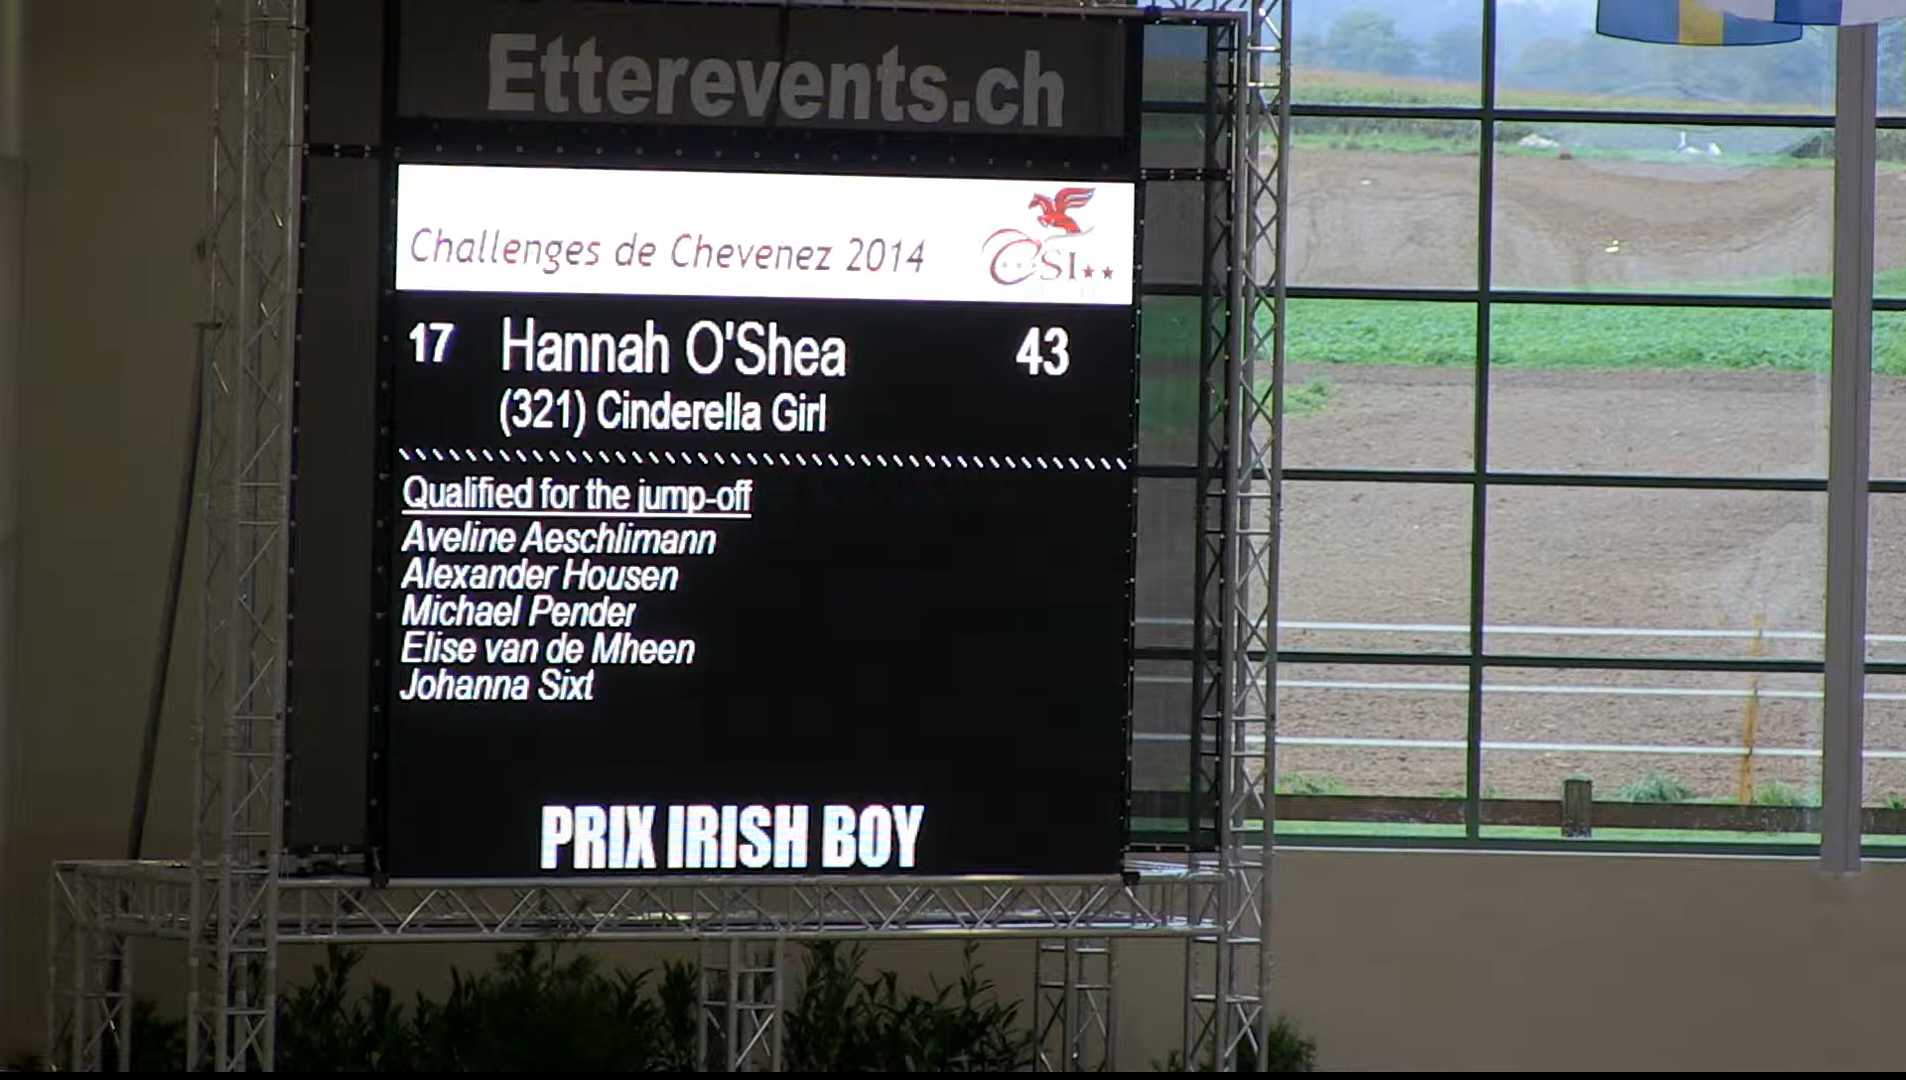 Etterevents.ch
Challenges de Chevenez 2014
CSI**
17 Hannah O'Shea 43
(321) Cinderella Girl
Qualified for the jump-off
Aveline Aeschlimann
Alexander Housen
Michael Pender
Elise van de Mheen
Johanna Sixt
PRIX IRISH BOY